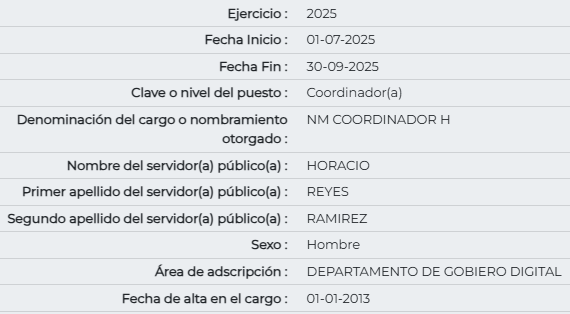 Ejercicio : 2025
Fecha Inicio : 01-07-2025
Fecha Fin : 30-09-2025
Clave o nivel del puesto : Coordinador(a)
Denominación del cargo o nombramiento NM COORDINADOR H
otorgado :
Nombre del servidor(a) público(a) : HORACIO
Primer apellido del servidor(a) público(a) : REYES
Segundo apellido del servidor(a) público(a) : RAMIREZ
Sexo : Hombre
Área de adscripción : DEPARTAMENTO DE GOBIERO DIGITAL
Fecha de alta en el cargo : 01-01-2013